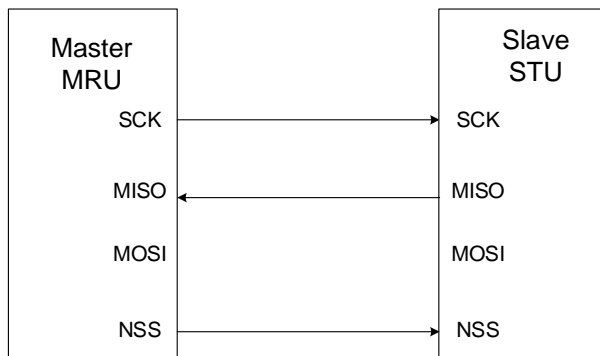 Master
MRU
SCK
MISO
MOSI
NSS
Slave
STU
SCK
MISO
MOSI
NSS